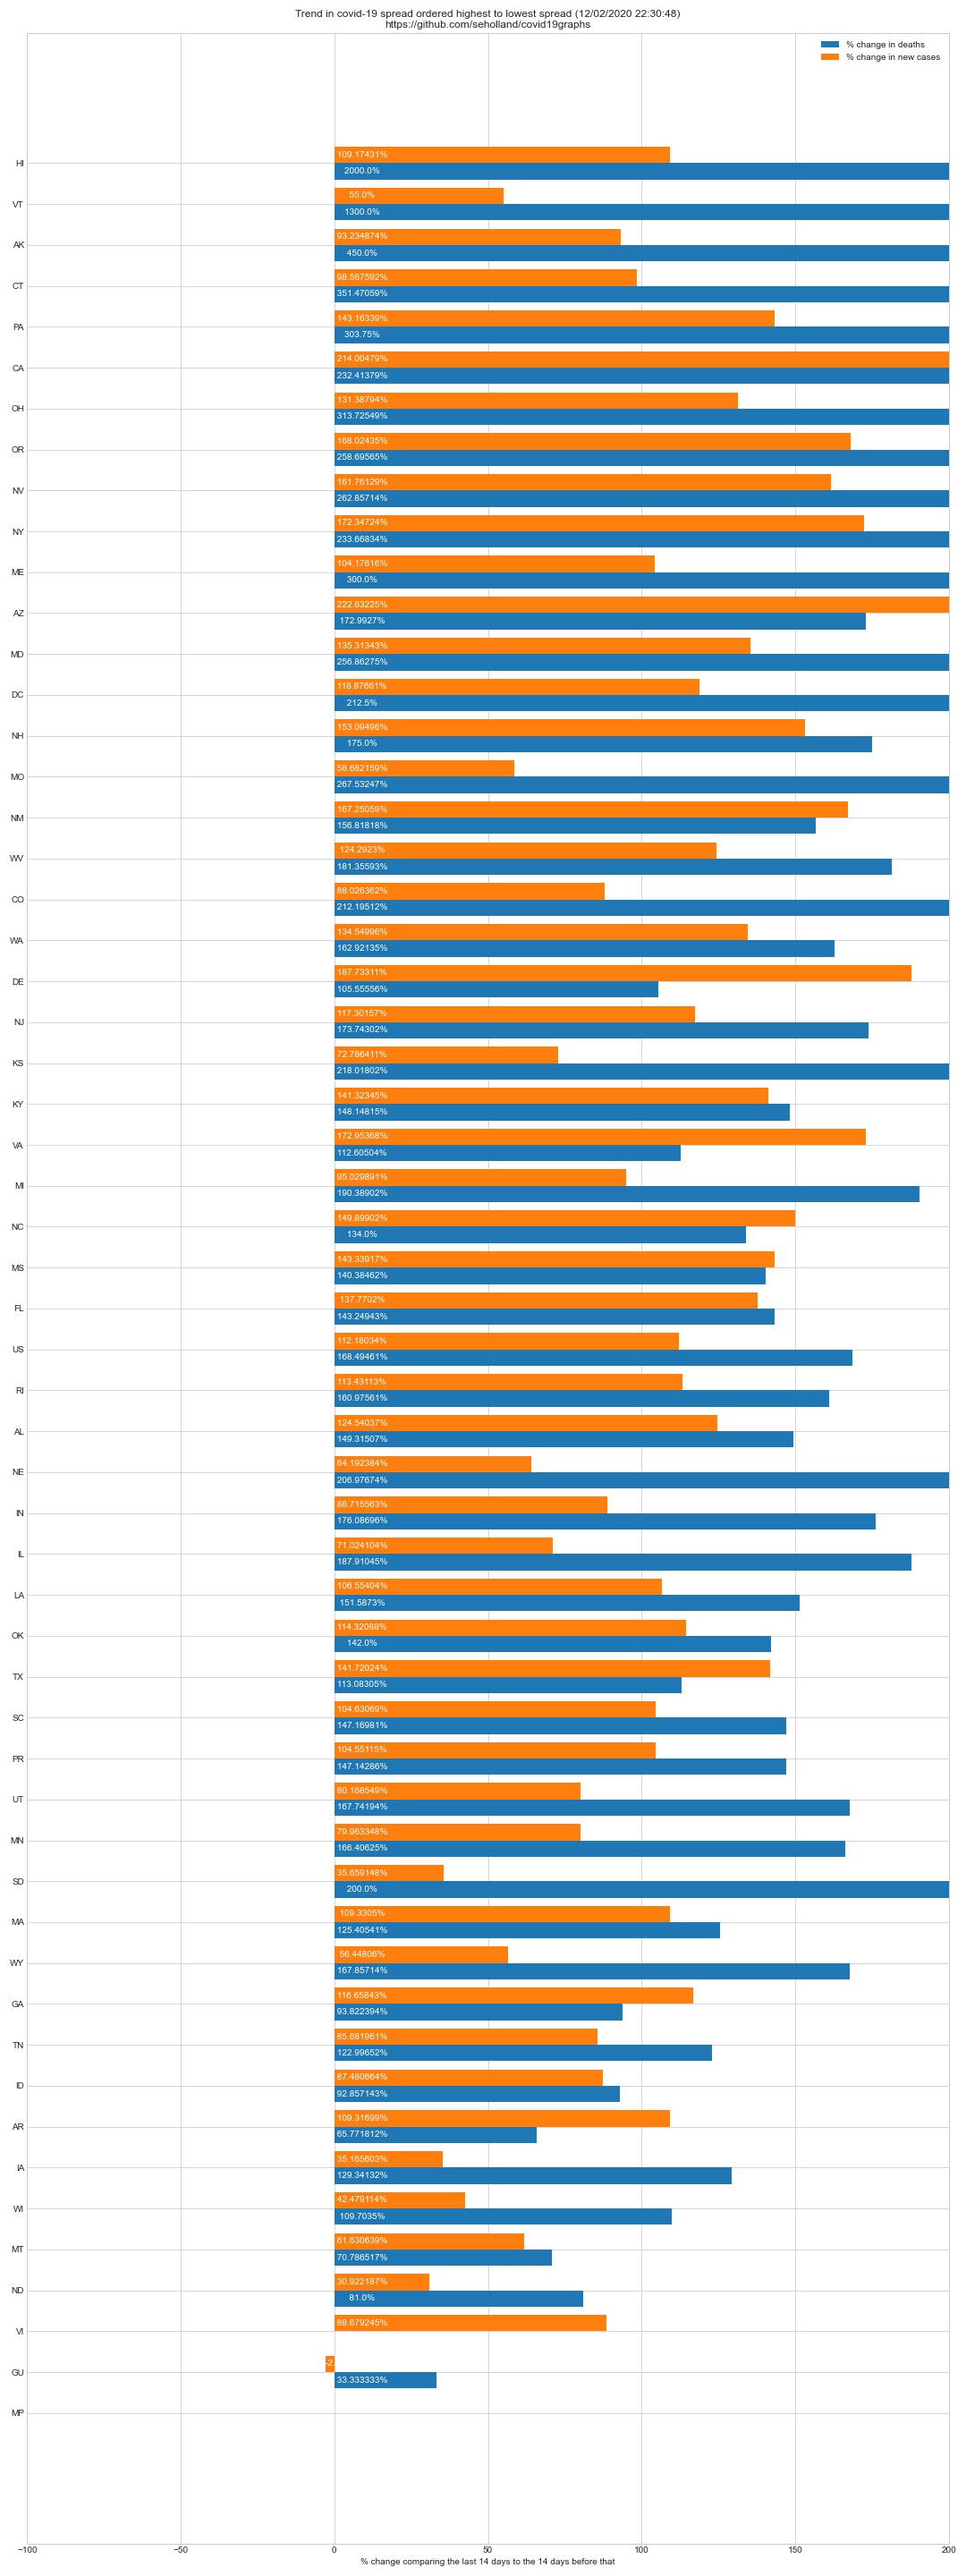 Trend in covid-19 spread ordered highest to lowest spread (12/02/2020 22:30:48)
https://github.com/seholland/covid19graphs
% change in deaths
% change in new cases
109.17431%
HI
2000.0%
55.0%
VT
1300.0%
93.234874%
AK
450.0%
98.567592%
CT
351.47059%
143.16339%
PA
303.75%
214.00479%
CA
232.41379%
131.38794%
OH
313.72549%
168.02435%
OR
258.69565%
161.76129%
NV
262.85714%
172.34724%
NY
233.66834%
104.17616%
ME
300.0%
222.63225%
AZ
172.9927%
135.31343%
MD
256.86275%
118.87661%
DC
212.5%
153.09496%
NH
175.0%
58.682159%
MO
267.53247%
167.25059%
NM
156.81818%
124.2923%
WV
181.35593%
88.026362%
CO
212.19512%
134.54996%
WA
162.92135%
187.73311%
DE
105.55556%
117.30157%
NJ
173.74302%
72.786411%
KS
218.01802%
141.32345%
KY
148.14815%
172.95368%
VA
112.60504%
95.029891%
MI
190.38902%
149.89902%
NC
134.0%
143.33917%
MS
140.38462%
137.7702%
FL
143.24943%
112.18034%
US
168.49461%
113.43113%
RI
160.97561%
124.54037%
AL
149.31507%
64.192384%
NE
206.97674%
88.715563%
IN
176.08696%
71.024104%
IL
187.91045%
106.55404%
LA
151.5873%
114.32088%
OK
142.0%
141.72024%
TX
113.08305%
104.63069%
SC
147.16981%
104.55115%
PR
147.14286%
80.168549%
UT
167.74194%
79.963348%
MN
166.40625%
35.659148%
SD
200.0%
109.3305%
MA
125.40541%
56.44806%
WY
167.85714%
116.65843%
GA
93.822394%
85.681961%
TN
122.99652%
87.480664%
ID
92.857143%
109.31699%
AR
65.771812%
35.165603%
IA
129.34132%
42.479114%
WI
109.7035%
61.630639%
MT
70.786517%
30.922187%
ND
81.0%
88.679245%
VI
-2.
GU
33.333333%
MP
−100 −50 0 50 100 150 200
% change comparing the last 14 days to the 14 days before that